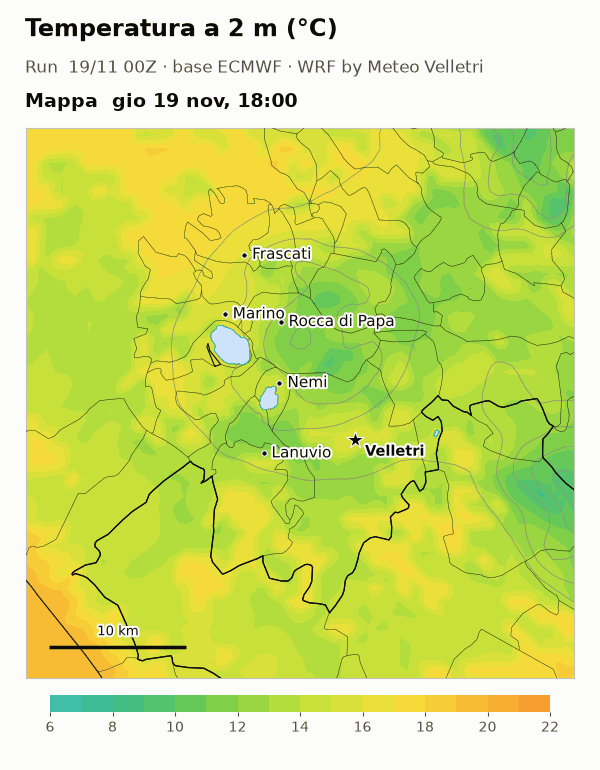 Temperatura a 2 m (°C)
Run  19/11 00Z · base ECMWF · WRF by Meteo Velletri
Mappa  gio 19 nov, 18:00
Frascati
Marino
Rocca di Papa
Nemi
Velletri
Lanuvio
10 km
6 8 10 12 14 16 18 20 22